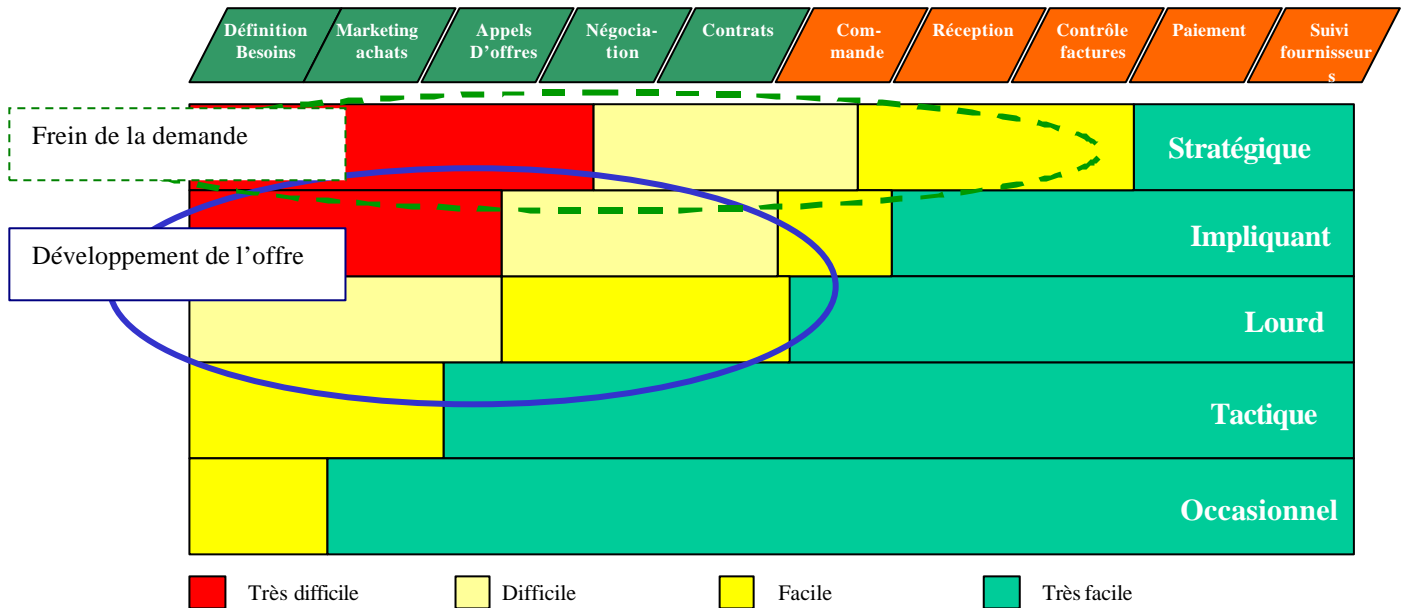 Définition
Besoins
Marketing
achats
Appels
D'offres
Négocia-
tion
Contrats
Com-
mande
Réception
Contrôle
factures
Paiement
Suivi
fournisseur
s
Frein de la demande
Stratégique
Impliquant
Développement de l'offre
Lourd
Tactique
Occasionnel
Très difficile
Difficile
Facile
Très facile